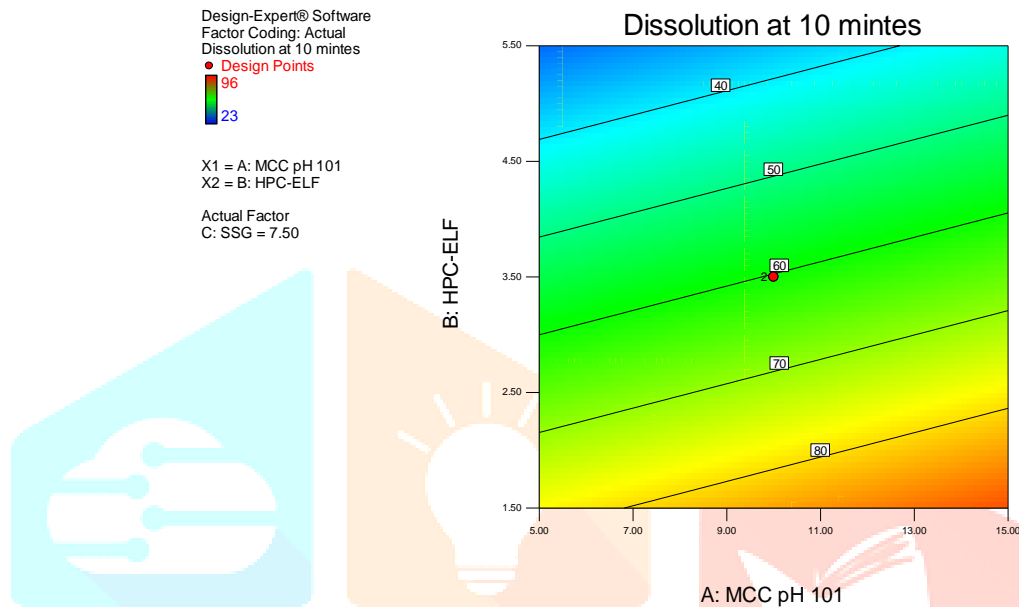 Design-Expert® Software
Factor Coding: Actual
Dissolution at 10 mintes
Design Points
96
23
X1 = A: MCC pH 101
X2 = B: HPC-ELF
Actual Factor
C: SSG = 7.50
Dissolution at 10 mintes
5.50
4.50
3.50
2.50
1.50
B: HPC-ELF
40
50
60
2
70
80
5.00 7.00 9.00 11.00 13.00 15.00
A: MCC pH 101